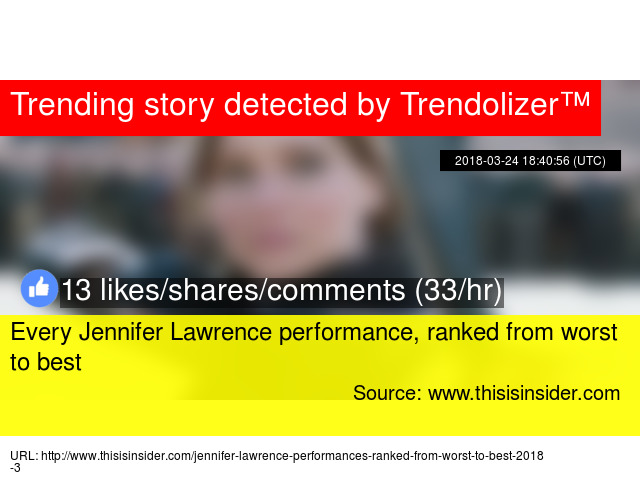 Trending story detected by Trendolizer™
2018-03-24 18:40:56 (UTC)
13 likes/shares/comments (33/hr)
Every Jennifer Lawrence performance, ranked from worst
to best
Source: www.thisisinsider.com
URL: http://www.thisisinsider.com/jennifer-lawrence-performances-ranked-from-worst-to-best-2018
-3